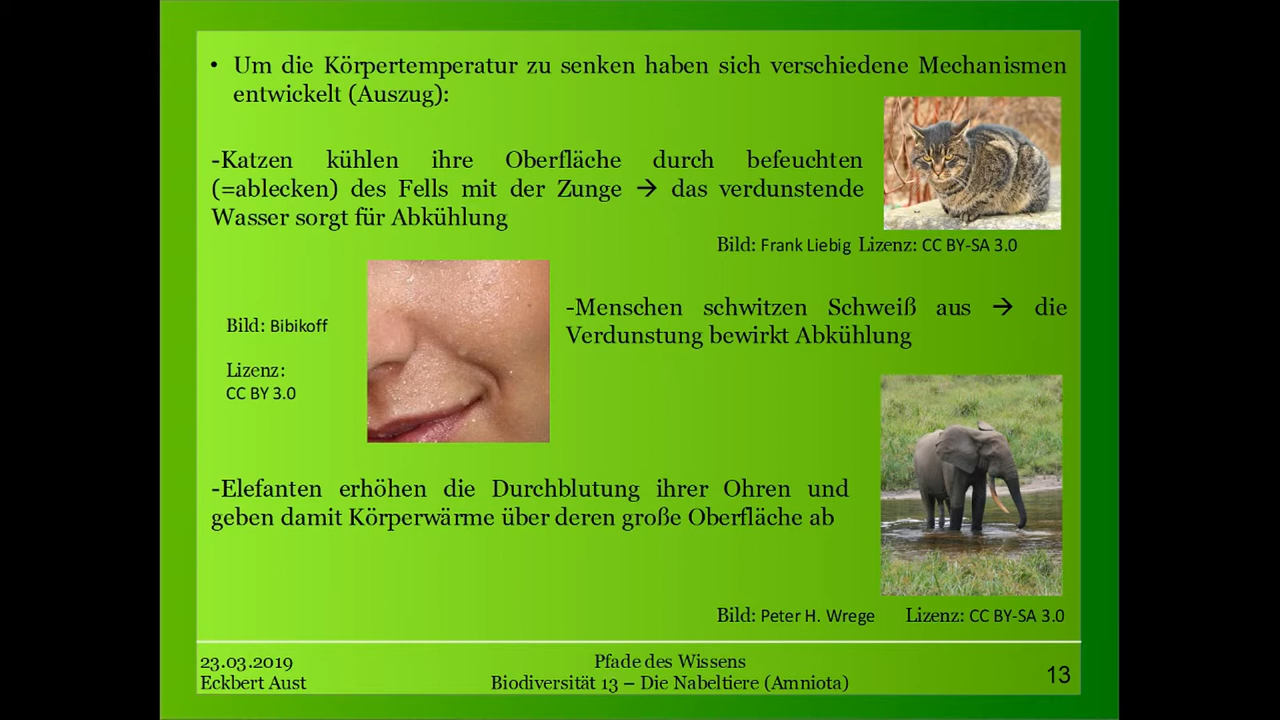 • Um die Körpertemperatur zu senken haben sich verschiedene Mechanismen
entwickelt (Auszug):
-Katzen kühlen ihre Oberfläche durch befeuchten
(=ablecken) des Fells mit der Zunge → das verdunstende
Wasser sorgt für Abkühlung
Bild: Frank Liebig Lizenz: CC BY-SA 3.0
-Menschen schwitzen Schweiß aus → die
Verdunstung bewirkt Abkühlung
Bild: Bibikoff
Lizenz:
CC BY 3.0
-Elefanten erhöhen die Durchblutung ihrer Ohren und
geben damit Körperwärme über deren große Oberfläche ab
Bild: Peter H. Wrege Lizenz: CC BY-SA 3.0
23.03.2019
Eckbert Aust
Pfade des Wissens
Biodiversität 13 – Die Nabeltiere (Amniota)
13